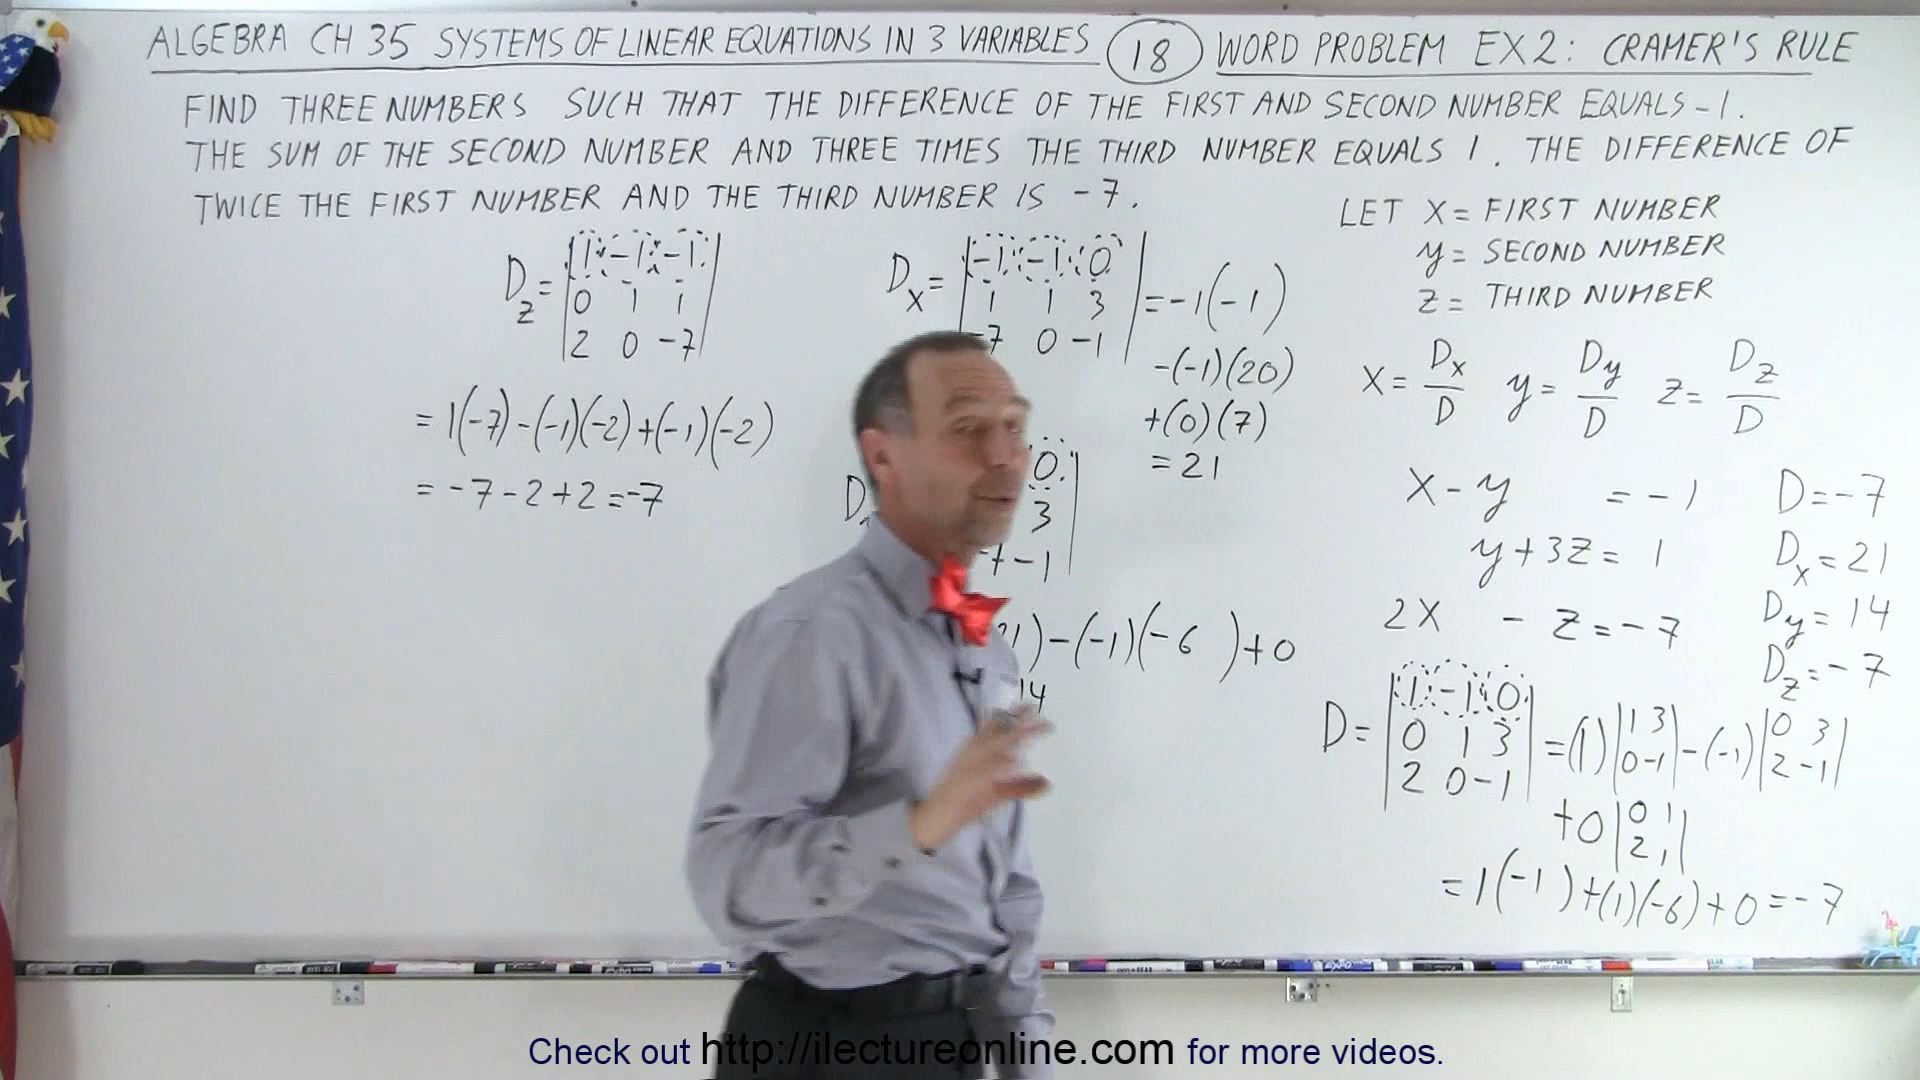 ALGEBRA CH 35 SYSTEMS OF LINEAR EQUATIONS IN 3 VARIABLES 18 WORD PROBLEM EX 2: CRAMER'S RULE
FIND THREE NUMBERS SUCH THAT THE DIFFERENCE OF THE FIRST AND SECOND NUMBER EQUALS -1.
THE SUM OF THE SECOND NUMBER AND THREE TIMES THE THIRD NUMBER EQUALS 1. THE DIFFERENCE OF
TWICE THE FIRST NUMBER AND THE THIRD NUMBER IS -7.
LET X = FIRST NUMBER
y = SECOND NUMBER
Z = THIRD NUMBER
Dz = |1 -1 -1|
|0 1 1|
|2 0 -7|
= 1(-7) - (-1)(-2) + (-1)(-2)
= -7 - 2 + 2 = -7
Dx = |-1 -1 0|
|1 1 3| = -1(-1)
-7 0 -1|
-(-1)(20)
+(0)(7)
= 21
D
0|
3|
-1|
) - (-1)(-6 ) + 0
14
X = Dx/D y = Dy/D Z = Dz/D
X - y = -1
y + 3Z = 1
2X - Z = -7
D = -7
Dx = 21
Dy = 14
Dz = -7
D = |1 -1 0|
|0 1 3| = (1) |1 3| - (-1) |0 3|
|2 0 -1| |0 -1| |2 -1|
+0 |0 1|
|2 1|
= 1(-1) + (1)(-6) + 0 = -7
Check out http://ilectureonline.com for more videos.